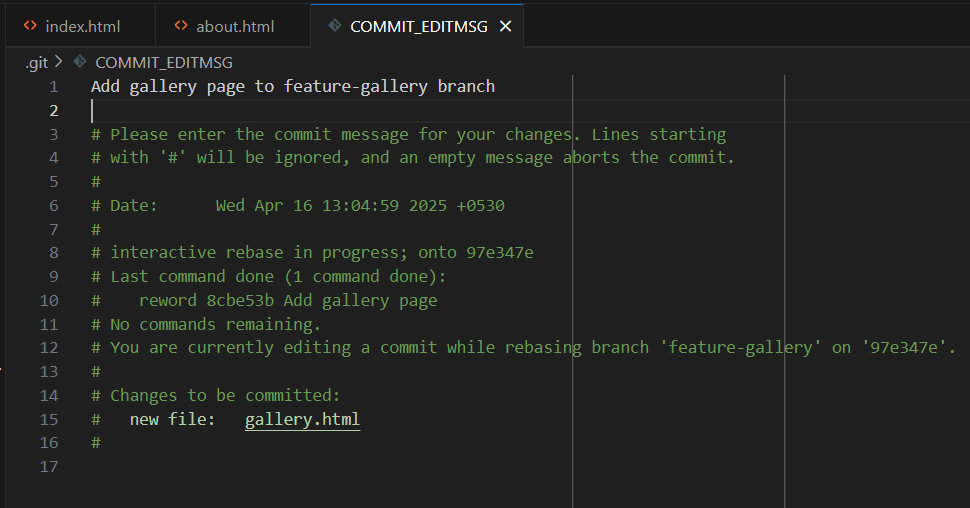 index.html about.html COMMIT_EDITMSG
.git > COMMIT_EDITMSG
1 Add gallery page to feature-gallery branch
2
3 # Please enter the commit message for your changes. Lines starting
4 # with '#' will be ignored, and an empty message aborts the commit.
5 #
6 # Date:      Wed Apr 16 13:04:59 2025 +0530
7 #
8 # interactive rebase in progress; onto 97e347e
9 # Last command done (1 command done):
10 #    reword 8cbe53b Add gallery page
11 # No commands remaining.
12 # You are currently editing a commit while rebasing branch 'feature-gallery' on '97e347e'.
13 #
14 # Changes to be committed:
15 #   new file:   gallery.html
16 #
17